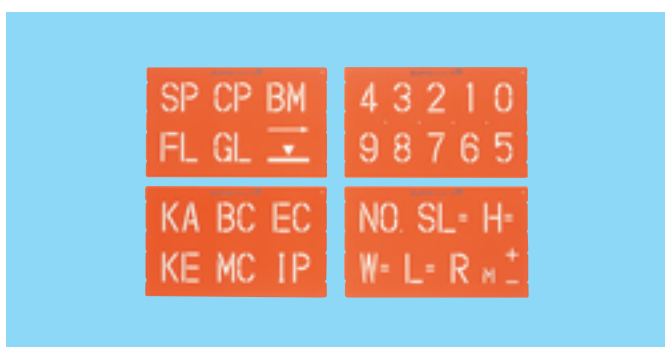 SP CP BM
FL GL
4 3 2 1 0
9 8 7 6 5
KA BC EC
KE MC IP
NO. SL= H=
W= L= R M ±